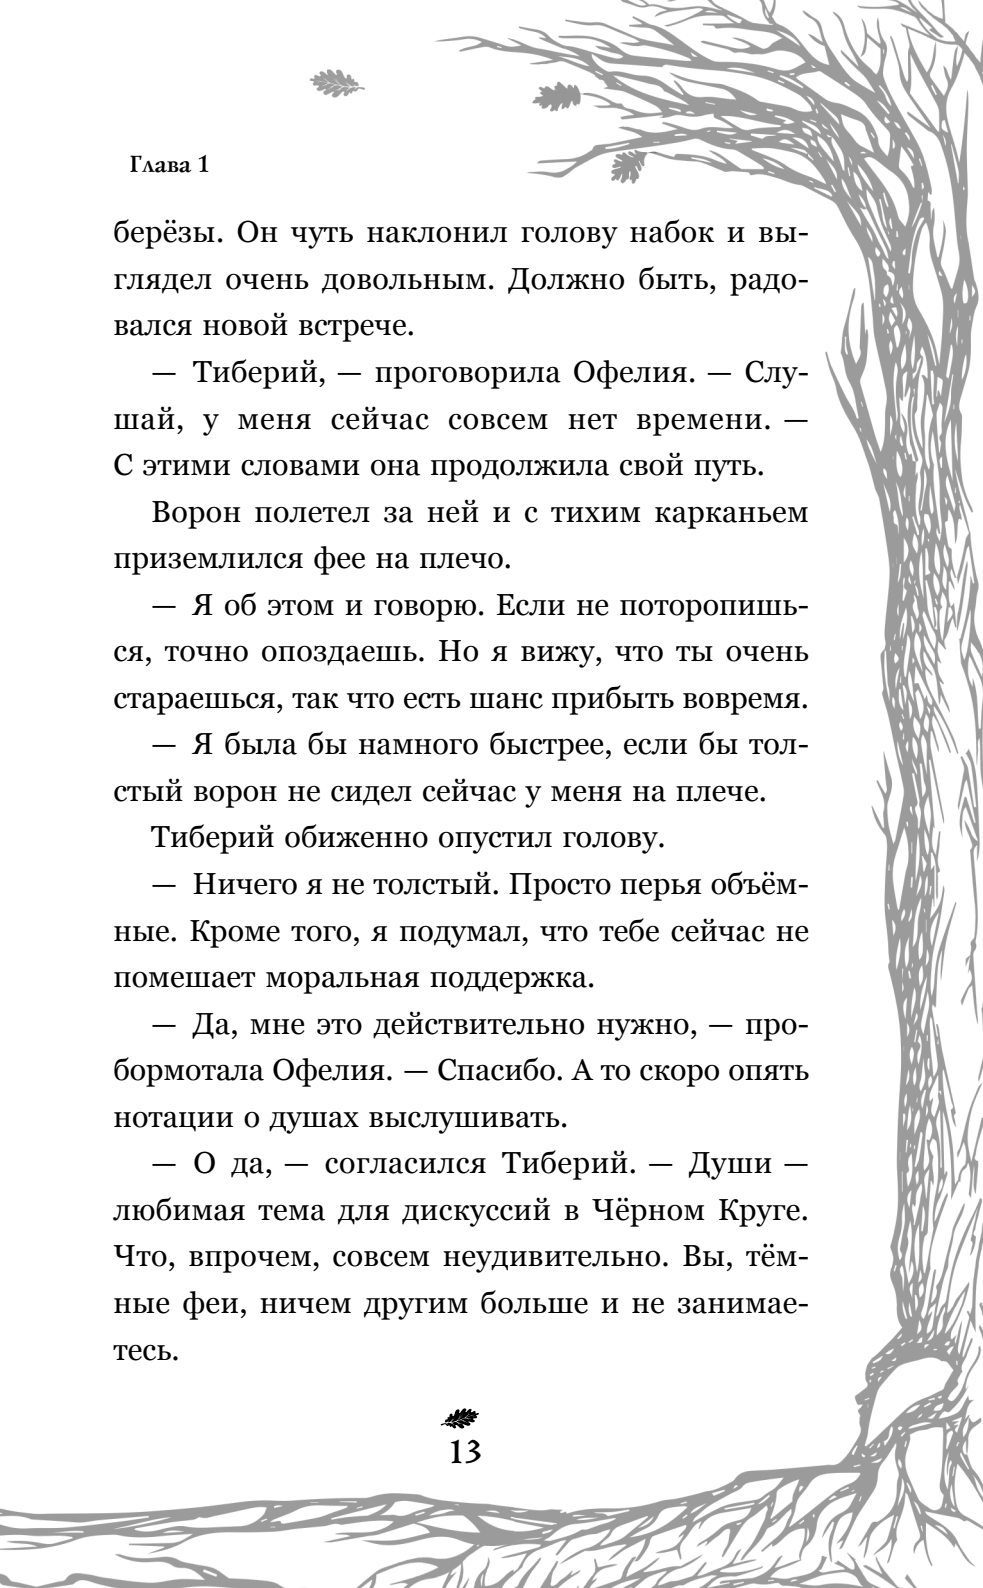 Глава 1
берёзы. Он чуть наклонил голову набок и вы-
глядел очень довольным. Должно быть, радо-
вался новой встрече.
— Тиберий, — проговорила Офелия. — Слу-
шай, у меня сейчас совсем нет времени. —
С этими словами она продолжила свой путь.
Ворон полетел за ней и с тихим карканьем
приземлился фее на плечо.
— Я об этом и говорю. Если не поторопишь-
ся, точно опоздаешь. Но я вижу, что ты очень
стараешься, так что есть шанс прибыть вовремя.
— Я была бы намного быстрее, если бы тол-
стый ворон не сидел сейчас у меня на плече.
Тиберий обиженно опустил голову.
— Ничего я не толстый. Просто перья объём-
ные. Кроме того, я подумал, что тебе сейчас не
помешает моральная поддержка.
— Да, мне это действительно нужно, — про-
бормотала Офелия. — Спасибо. А то скоро опять
нотации о душах выслушивать.
— О да, — согласился Тиберий. — Души —
любимая тема для дискуссий в Чёрном Круге.
Что, впрочем, совсем неудивительно. Вы, тём-
ные феи, ничем другим больше и не занимае-
тесь.
13